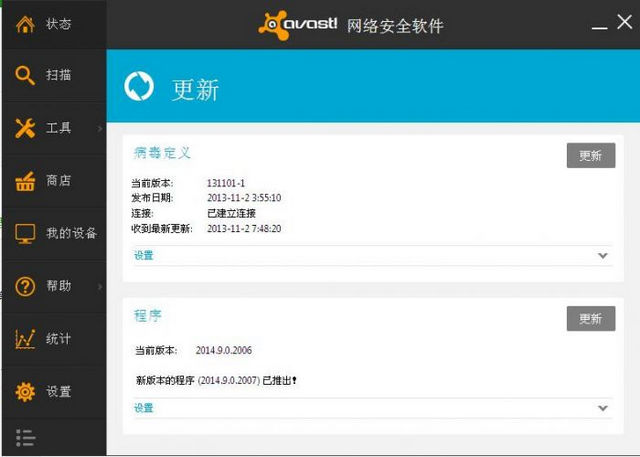 状态
avast! 网络安全软件
扫描
工具
商店
我的设备
帮助
统计
设置
更新
病毒定义
更新
当前版本: 131101-1
发布日期: 2013-11-2 3:55:10
连接: 已建立连接
收到最新更新: 2013-11-2 7:48:20
设置
程序
更新
当前版本: 2014.9.0.2006
新版本的程序 (2014.9.0.2007) 已推出!
设置